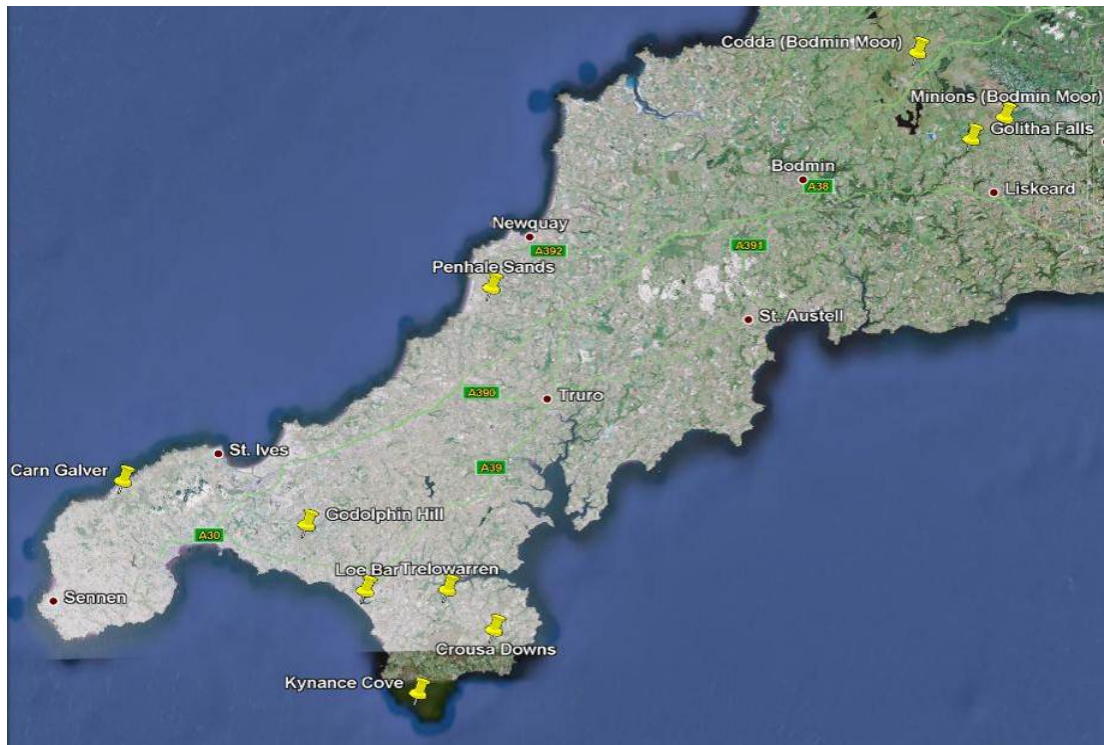 Codda (Bodmin Moor)
Minions (Bodmin Moor)
Golitha Falls
Bodmin
A38
Liskeard
Newquay
A392
A391
Penhale Sands
St. Austell
A390
Truro
St. Ives
Carn Galver
A39
Godolphin Hill
A30
Loe Bar
Trelowarren
Sennen
Crousa Downs
Kynance Cove